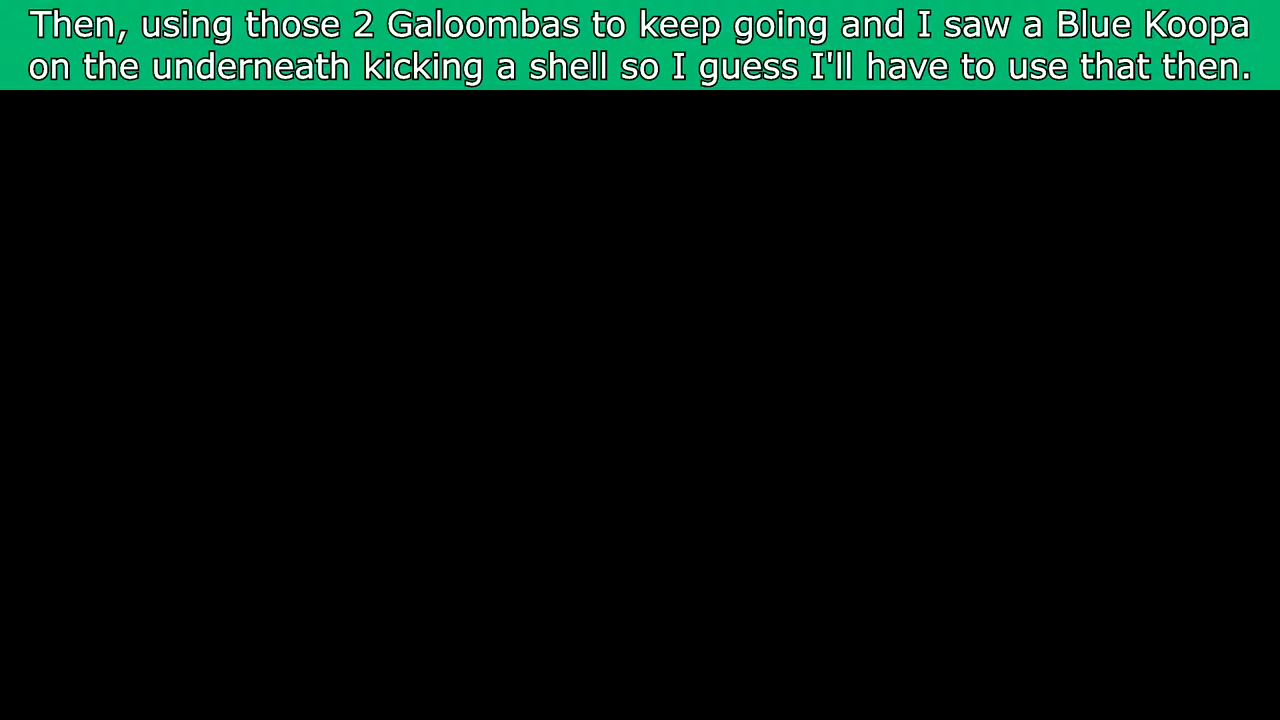 Then, using those 2 Galoombas to keep going and I saw a Blue Koopa
on the underneath kicking a shell so I guess I'll have to use that then.